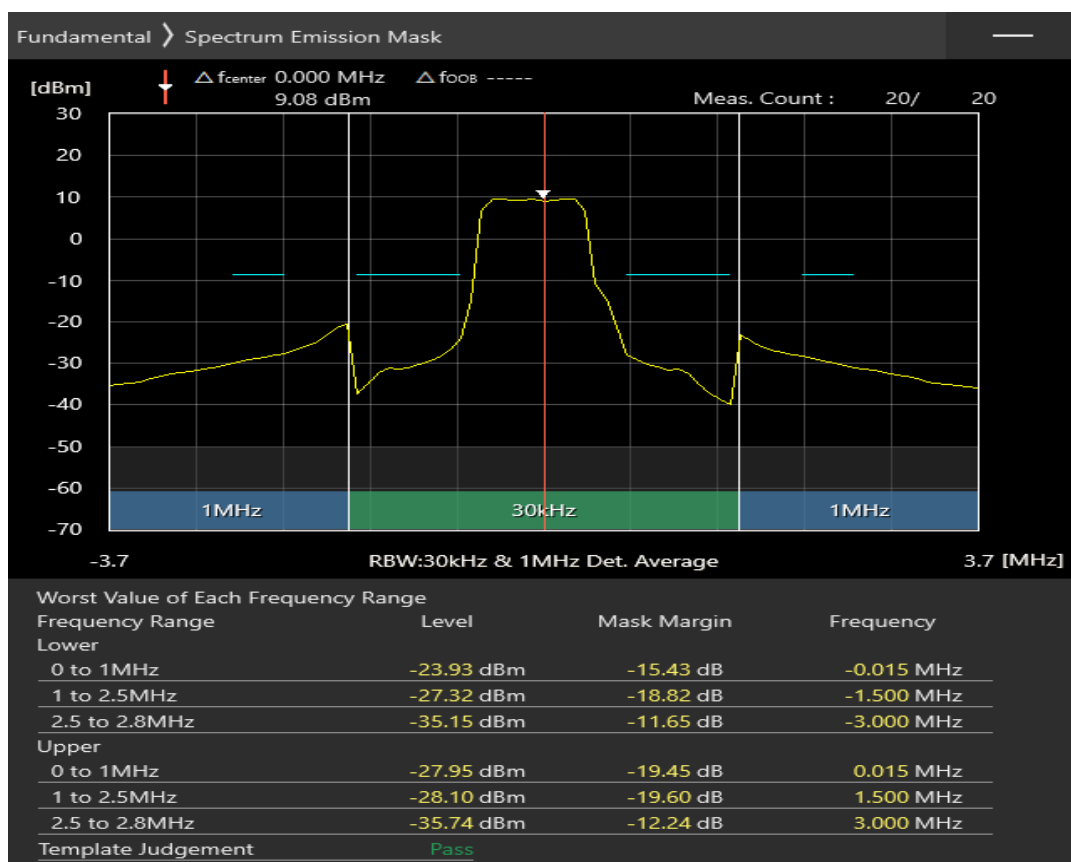 Fundamental ❭ Spectrum Emission Mask
△ fcenter 0.000 MHz △ fOOB -----
[dBm]
9.08 dBm Meas. Count : 20/ 20
30
20
10
0
-10
-20
-30
-40
-50
-60
1MHz 30kHz 1MHz
-70
-3.7 RBW:30kHz & 1MHz Det. Average 3.7 [MHz]
Worst Value of Each Frequency Range
Frequency Range Level Mask Margin Frequency
Lower
0 to 1MHz -23.93 dBm -15.43 dB -0.015 MHz
1 to 2.5MHz -27.32 dBm -18.82 dB -1.500 MHz
2.5 to 2.8MHz -35.15 dBm -11.65 dB -3.000 MHz
Upper
0 to 1MHz -27.95 dBm -19.45 dB 0.015 MHz
1 to 2.5MHz -28.10 dBm -19.60 dB 1.500 MHz
2.5 to 2.8MHz -35.74 dBm -12.24 dB 3.000 MHz
Template Judgement Pass